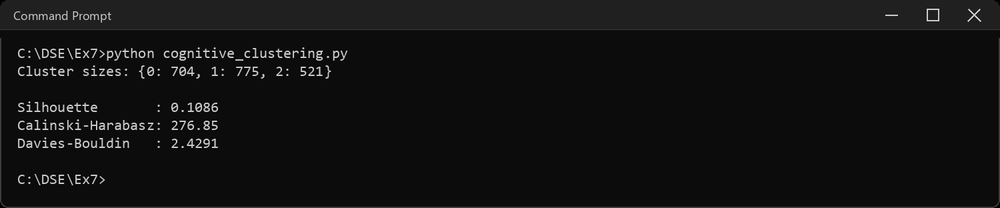 Command Prompt
C:\DSE\Ex7>python cognitive_clustering.py
Cluster sizes: {0: 704, 1: 775, 2: 521}
Silhouette       : 0.1086
Calinski-Harabasz: 276.85
Davies-Bouldin   : 2.4291
C:\DSE\Ex7>